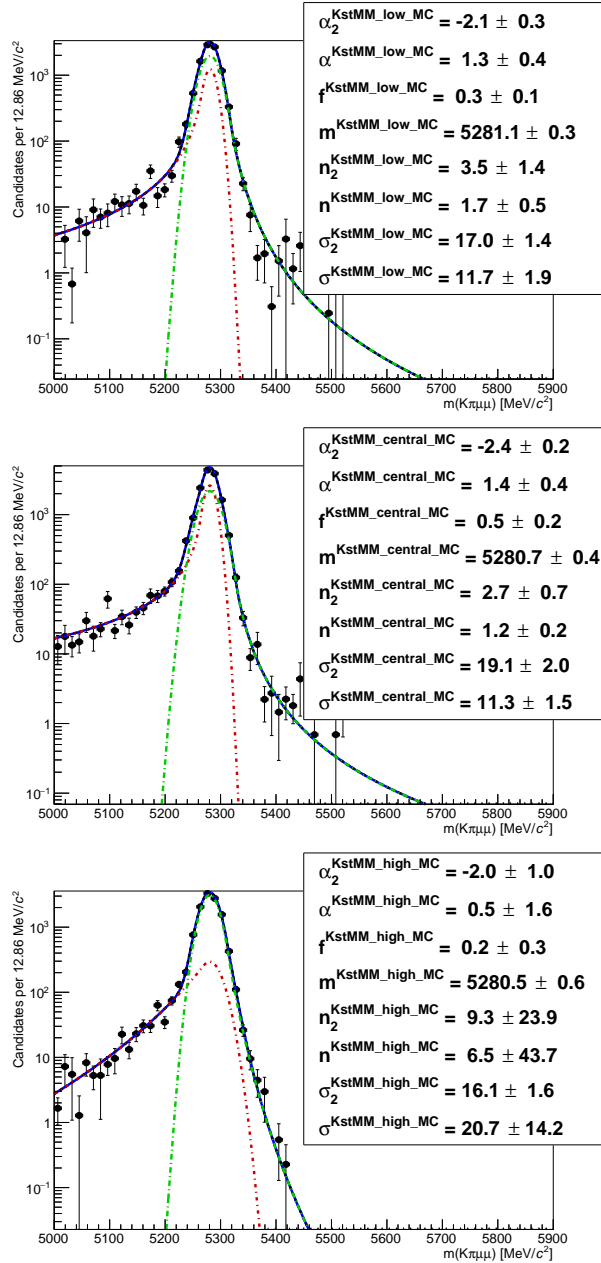 α₂^KstMM_low_MC = -2.1 ± 0.3
α^KstMM_low_MC = 1.3 ± 0.4
f^KstMM_low_MC = 0.3 ± 0.1
m^KstMM_low_MC = 5281.1 ± 0.3
n₂^KstMM_low_MC = 3.5 ± 1.4
n^KstMM_low_MC = 1.7 ± 0.5
σ₂^KstMM_low_MC = 17.0 ± 1.4
σ^KstMM_low_MC = 11.7 ± 1.9
Candidates per 12.86 MeV/c²
10³
10²
10
1
10⁻¹
5000 5100 5200 5300 5400 5500 5600 5700 5800 5900
m(Kπμμ) [MeV/c²]
α₂^KstMM_central_MC = -2.4 ± 0.2
α^KstMM_central_MC = 1.4 ± 0.4
f^KstMM_central_MC = 0.5 ± 0.2
m^KstMM_central_MC = 5280.7 ± 0.4
n₂^KstMM_central_MC = 2.7 ± 0.7
n^KstMM_central_MC = 1.2 ± 0.2
σ₂^KstMM_central_MC = 19.1 ± 2.0
σ^KstMM_central_MC = 11.3 ± 1.5
Candidates per 12.86 MeV/c²
10³
10²
10
1
10⁻¹
5000 5100 5200 5300 5400 5500 5600 5700 5800 5900
m(Kπμμ) [MeV/c²]
α₂^KstMM_high_MC = -2.0 ± 1.0
α^KstMM_high_MC = 0.5 ± 1.6
f^KstMM_high_MC = 0.2 ± 0.3
m^KstMM_high_MC = 5280.5 ± 0.6
n₂^KstMM_high_MC = 9.3 ± 23.9
n^KstMM_high_MC = 6.5 ± 43.7
σ₂^KstMM_high_MC = 16.1 ± 1.6
σ^KstMM_high_MC = 20.7 ± 14.2
Candidates per 12.86 MeV/c²
10³
10²
10
1
10⁻¹
5000 5100 5200 5300 5400 5500 5600 5700 5800 5900
m(Kπμμ) [MeV/c²]